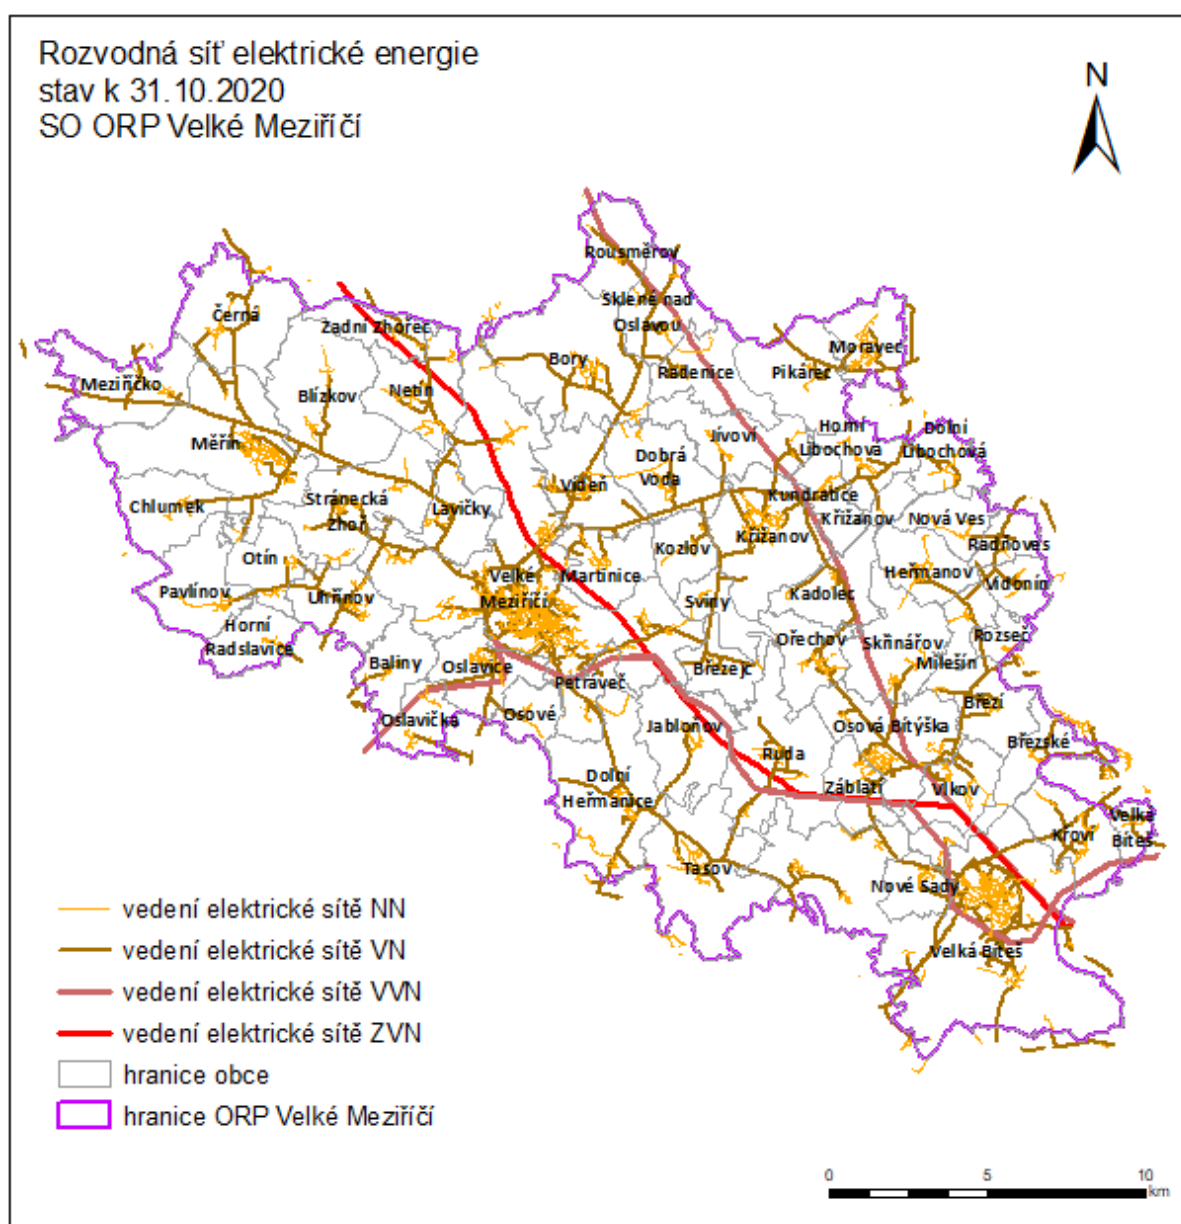 Rozvodná síť elektrické energie
stav k 31.10.2020
SO ORP Velké Meziříčí
N
Rousměrov
Sklené nad
Oslavou
Černá
Zadní Zhořec
Moravec
Bory
Radenice
Pikárec
Meziříčko
Blízkov
Netín
Měřín
Jívoví
Horní
Libochová
Dolní
Libochová
Dobrá
Voda
Vídeň
Kundratice
Chlumek
Stránecká
Zhoř
Lavičky
Křižanov
Křižanov
Nová Ves
Radňoves
Kozlov
Otín
Velké
Meziříčí
Martinice
Heřmanov
Vidonín
Pavlínov
Uhřínov
Sviny
Kadolec
Horní
Radslavice
Ořechov
Skřinářov
Rozseč
Baliny
Oslavice
Petráveč
Březejc
Milešín
Březí
Oslavička
Osové
Jabloňov
Osová Bítýška
Březské
Ruda
Dolní
Heřmanice
Záblatí
Vlkov
Velká
Bíteš
Křoví
Tasov
Nové Sady
Velká Bíteš
vedení elektrické sítě NN
vedení elektrické sítě VN
vedení elektrické sítě VVN
vedení elektrické sítě ZVN
hranice obce
hranice ORP Velké Meziříčí
0 5 10
km